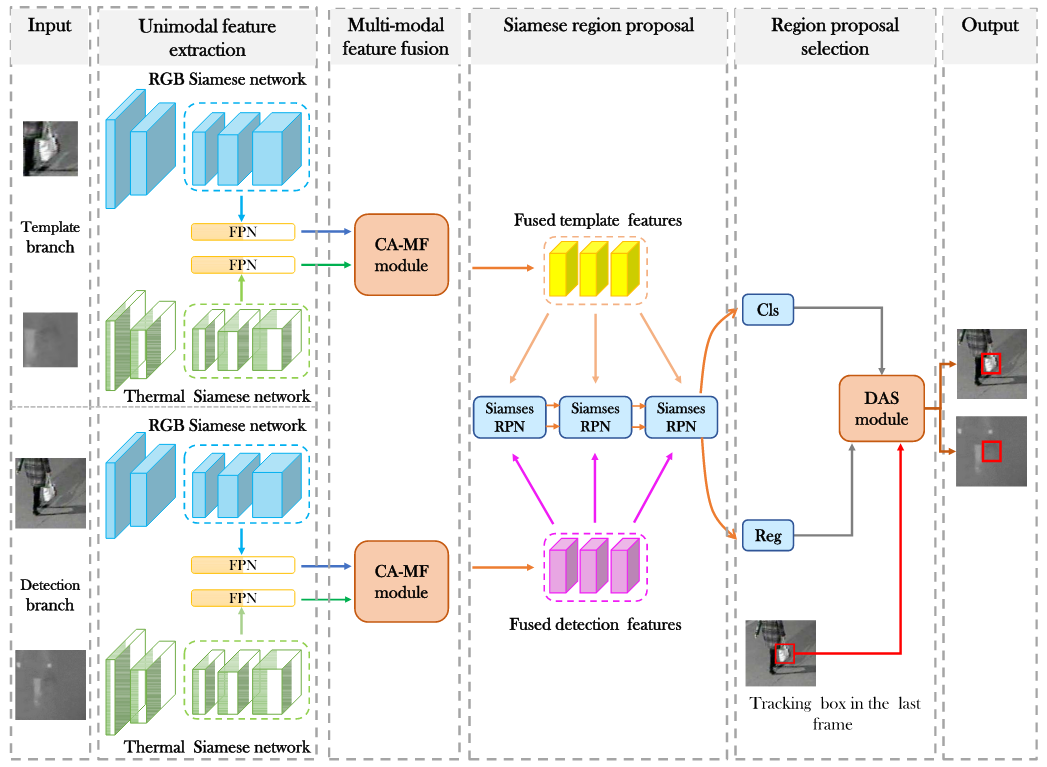 Input
Unimodal feature
extraction
Multi-modal
feature fusion
Siamese region proposal
Region proposal
selection
Output
RGB Siamese network
Template
branch
FPN
FPN
Thermal Siamese network
CA-MF
module
Fused template features
Siamses
RPN
Siamses
RPN
Siamses
RPN
Cls
DAS
module
Reg
RGB Siamese network
Detection
branch
FPN
FPN
Thermal Siamese network
CA-MF
module
Fused detection features
Tracking box in the last
frame